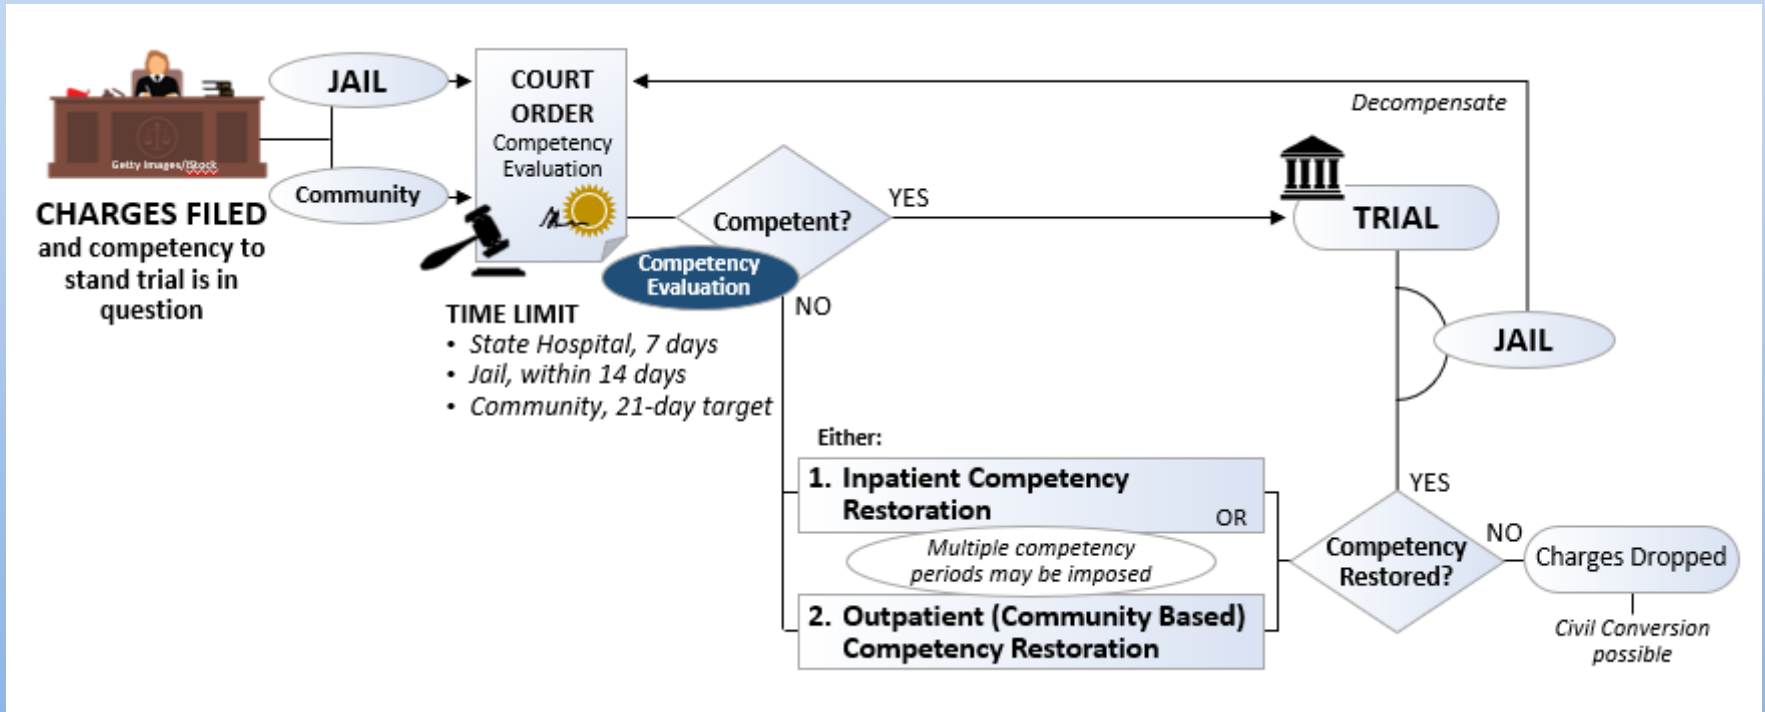 Getty Images/iStock
CHARGES FILED
and competency to
stand trial is in
question
JAIL
Community
COURT
ORDER
Competency
Evaluation
TIME LIMIT
• State Hospital, 7 days
• Jail, within 14 days
• Community, 21-day target
Competent?
Competency
Evaluation
YES
NO
Decompensate
TRIAL
JAIL
Either:
1. Inpatient Competency
Restoration
OR
Multiple competency
periods may be imposed
2. Outpatient (Community Based)
Competency Restoration
YES
Competency
Restored?
NO
Charges Dropped
Civil Conversion
possible